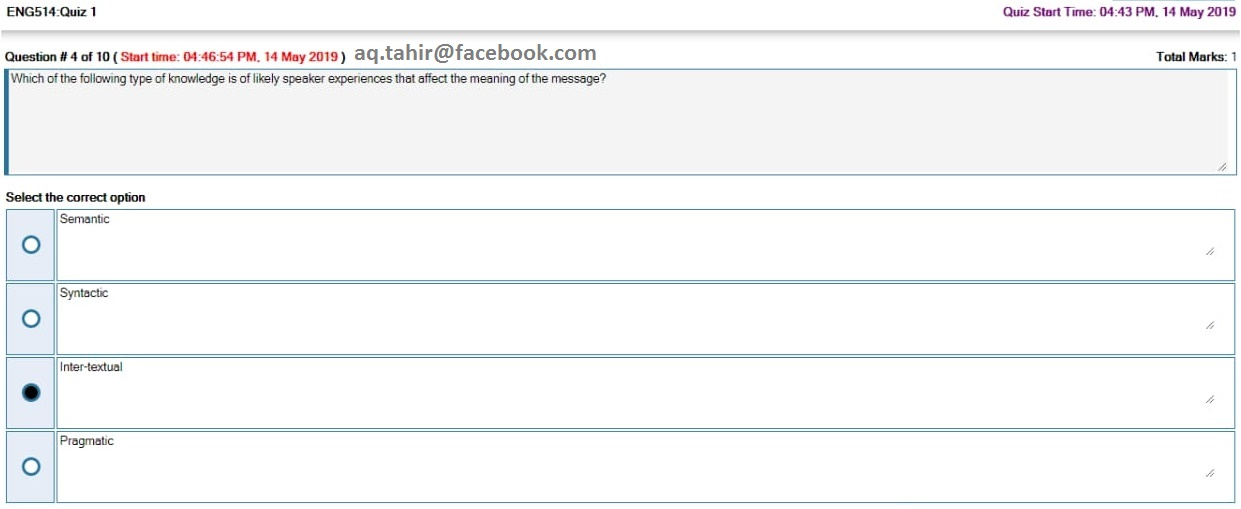 ENG514:Quiz 1 Quiz Start Time: 04:43 PM, 14 May 2019
Question # 4 of 10 ( Start time: 04:46:54 PM, 14 May 2019 ) aq.tahir@facebook.com Total Marks: 1
Which of the following type of knowledge is of likely speaker experiences that affect the meaning of the message?
Select the correct option
Semantic
Syntactic
Inter-textual
Pragmatic